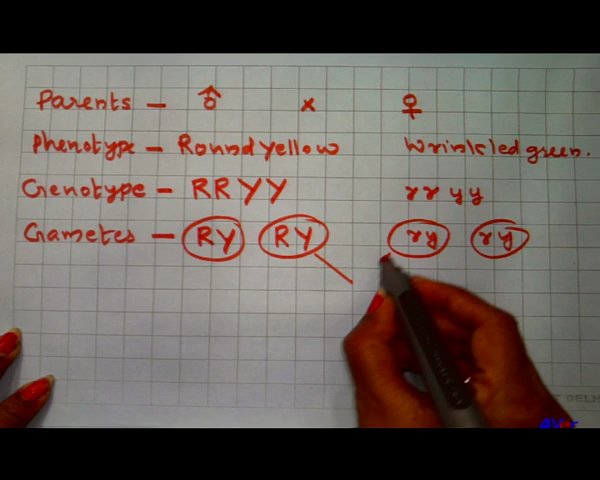 Parents - ♂ × ♀
Phenotype - Round Yellow Wrinkled green.
Genotype - RRYY rryy
Gametes - RY RY ry ry